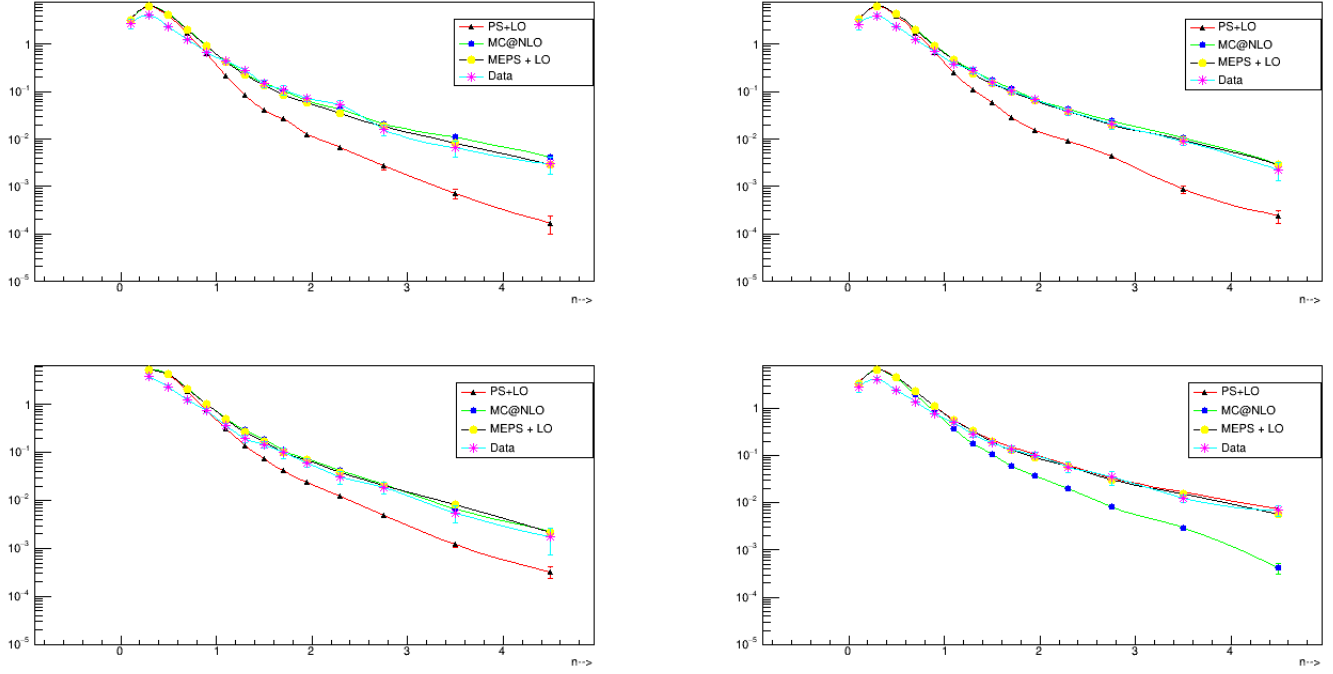 1
10⁻¹
10⁻²
10⁻³
10⁻⁴
10⁻⁵
0
1
2
3
4
n-->
PS+LO
MC@NLO
MEPS + LO
Data
1
10⁻¹
10⁻²
10⁻³
10⁻⁴
10⁻⁵
0
1
2
3
4
n-->
PS+LO
MC@NLO
MEPS + LO
Data
1
10⁻¹
10⁻²
10⁻³
10⁻⁴
10⁻⁵
0
1
2
3
4
n-->
PS+LO
MC@NLO
MEPS + LO
Data
1
10⁻¹
10⁻²
10⁻³
10⁻⁴
10⁻⁵
0
1
2
3
4
n-->
PS+LO
MC@NLO
MEPS + LO
Data